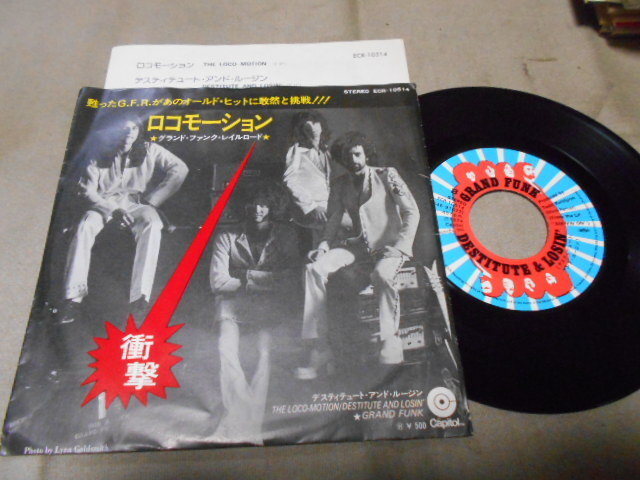 ロコモーション THE LOCO-MOTION
ECR-10514
デスティテュート・アンド・ルージン
DESTITUTE AND LOSIN'
STEREO ECR-10514
甦ったG.F.R.があのオールド・ヒットに敢然と挑戦!!!
ロコモーション
★グランド・ファンク・レイルロード★
衝撃
デスティテュート・アンド・ルージン
THE LOCO-MOTION/DESTITUTE AND LOSIN'
★GRAND FUNK
Ⓡ ¥500
Capitol
Photo by Lynn Goldsmith
GRAND FUNK
DESTITUTE & LOSIN'